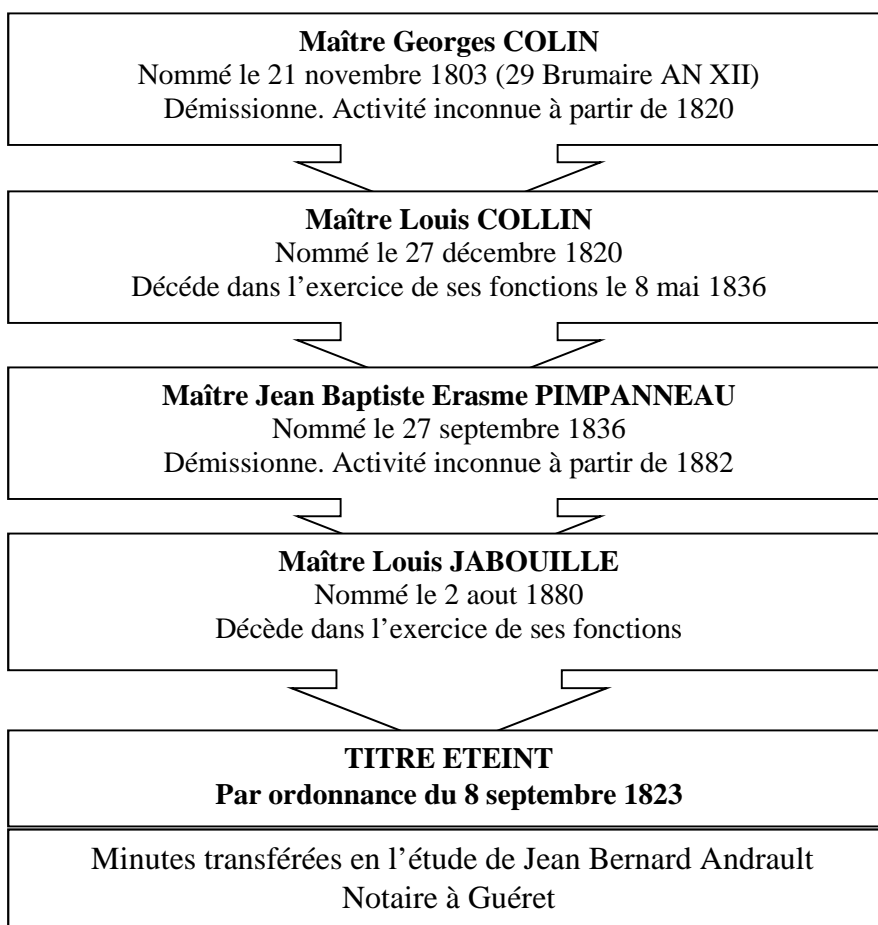 Maître Georges COLIN
Nommé le 21 novembre 1803 (29 Brumaire AN XII)
Démissionne. Activité inconnue à partir de 1820
Maître Louis COLLIN
Nommé le 27 décembre 1820
Décéde dans l’exercice de ses fonctions le 8 mai 1836
Maître Jean Baptiste Erasme PIMPANNEAU
Nommé le 27 septembre 1836
Démissionne. Activité inconnue à partir de 1882
Maître Louis JABOUILLE
Nommé le 2 aout 1880
Décède dans l’exercice de ses fonctions
TITRE ETEINT
Par ordonnance du 8 septembre 1823
Minutes transférées en l’étude de Jean Bernard Andrault
Notaire à Guéret